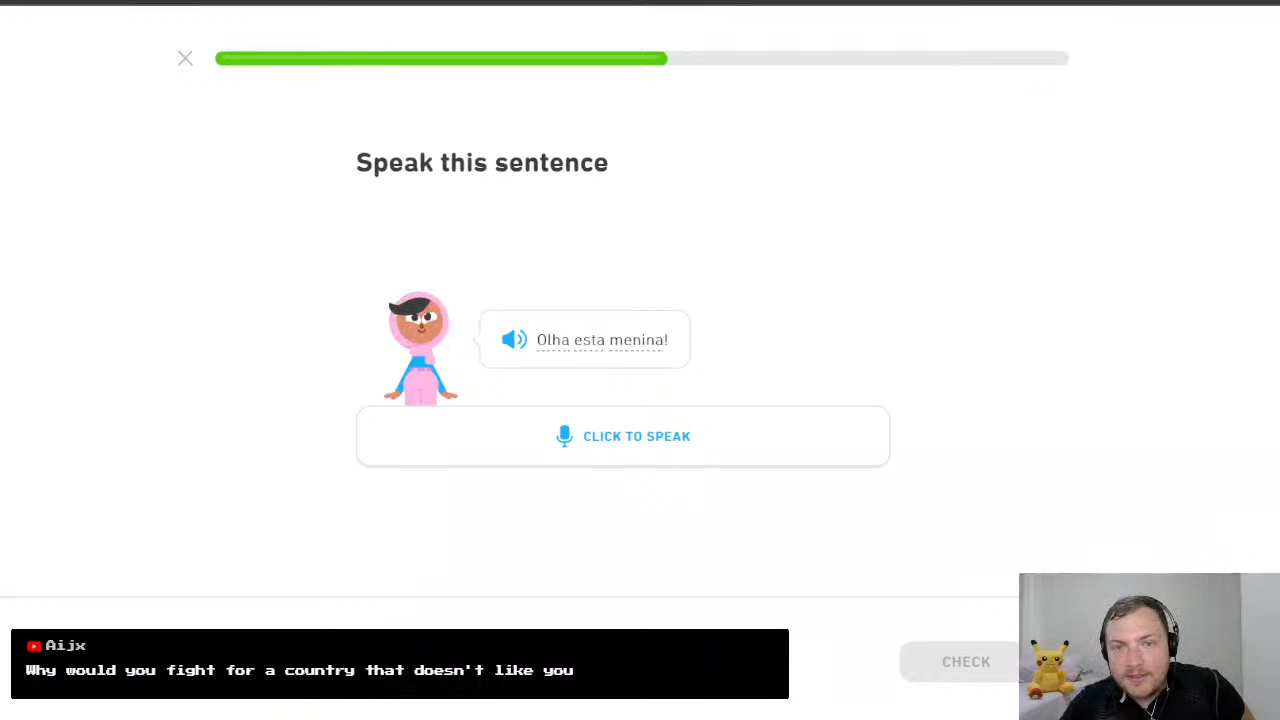 Speak this sentence
Olha esta menina!
CLICK TO SPEAK
Aijx
Why would you fight for a country that doesn't like you
CHECK